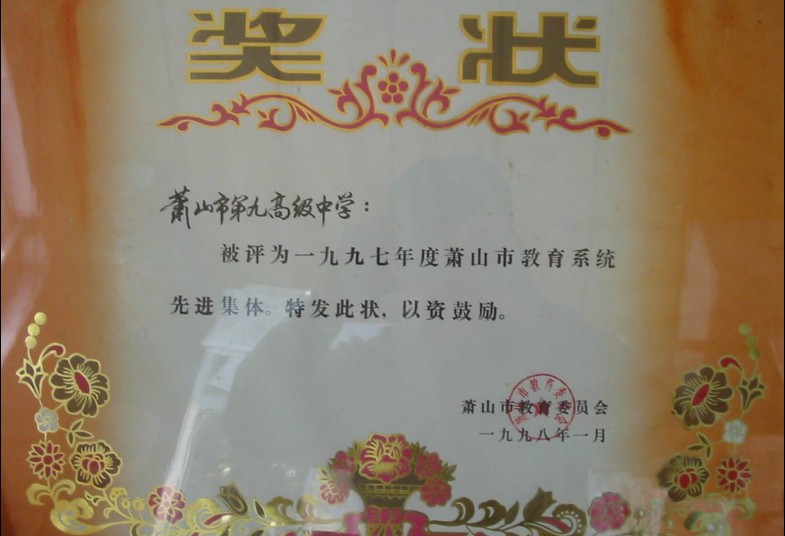 奖状
萧山市第九高级中学：
被评为一九九七年度萧山市教育系统
先进集体。特发此状，以资鼓励。
萧山市教育委员会
一九九八年一月